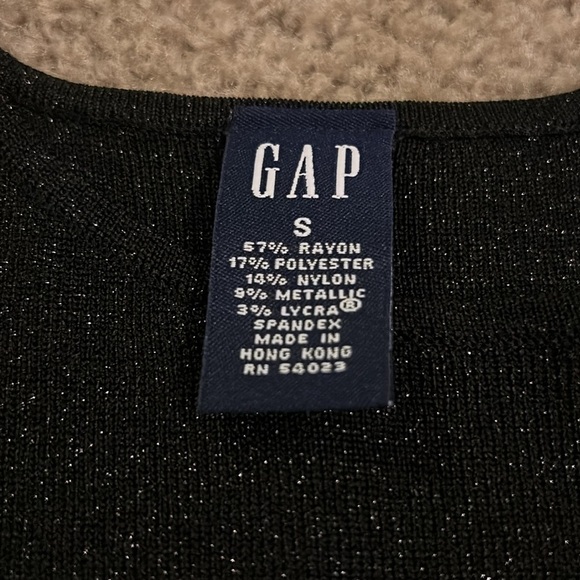 GAP
S
57% RAYON
17% POLYESTER
14% NYLON
9% METALLIC
3% LYCRA®
SPANDEX
MADE IN
HONG KONG
RN 54023